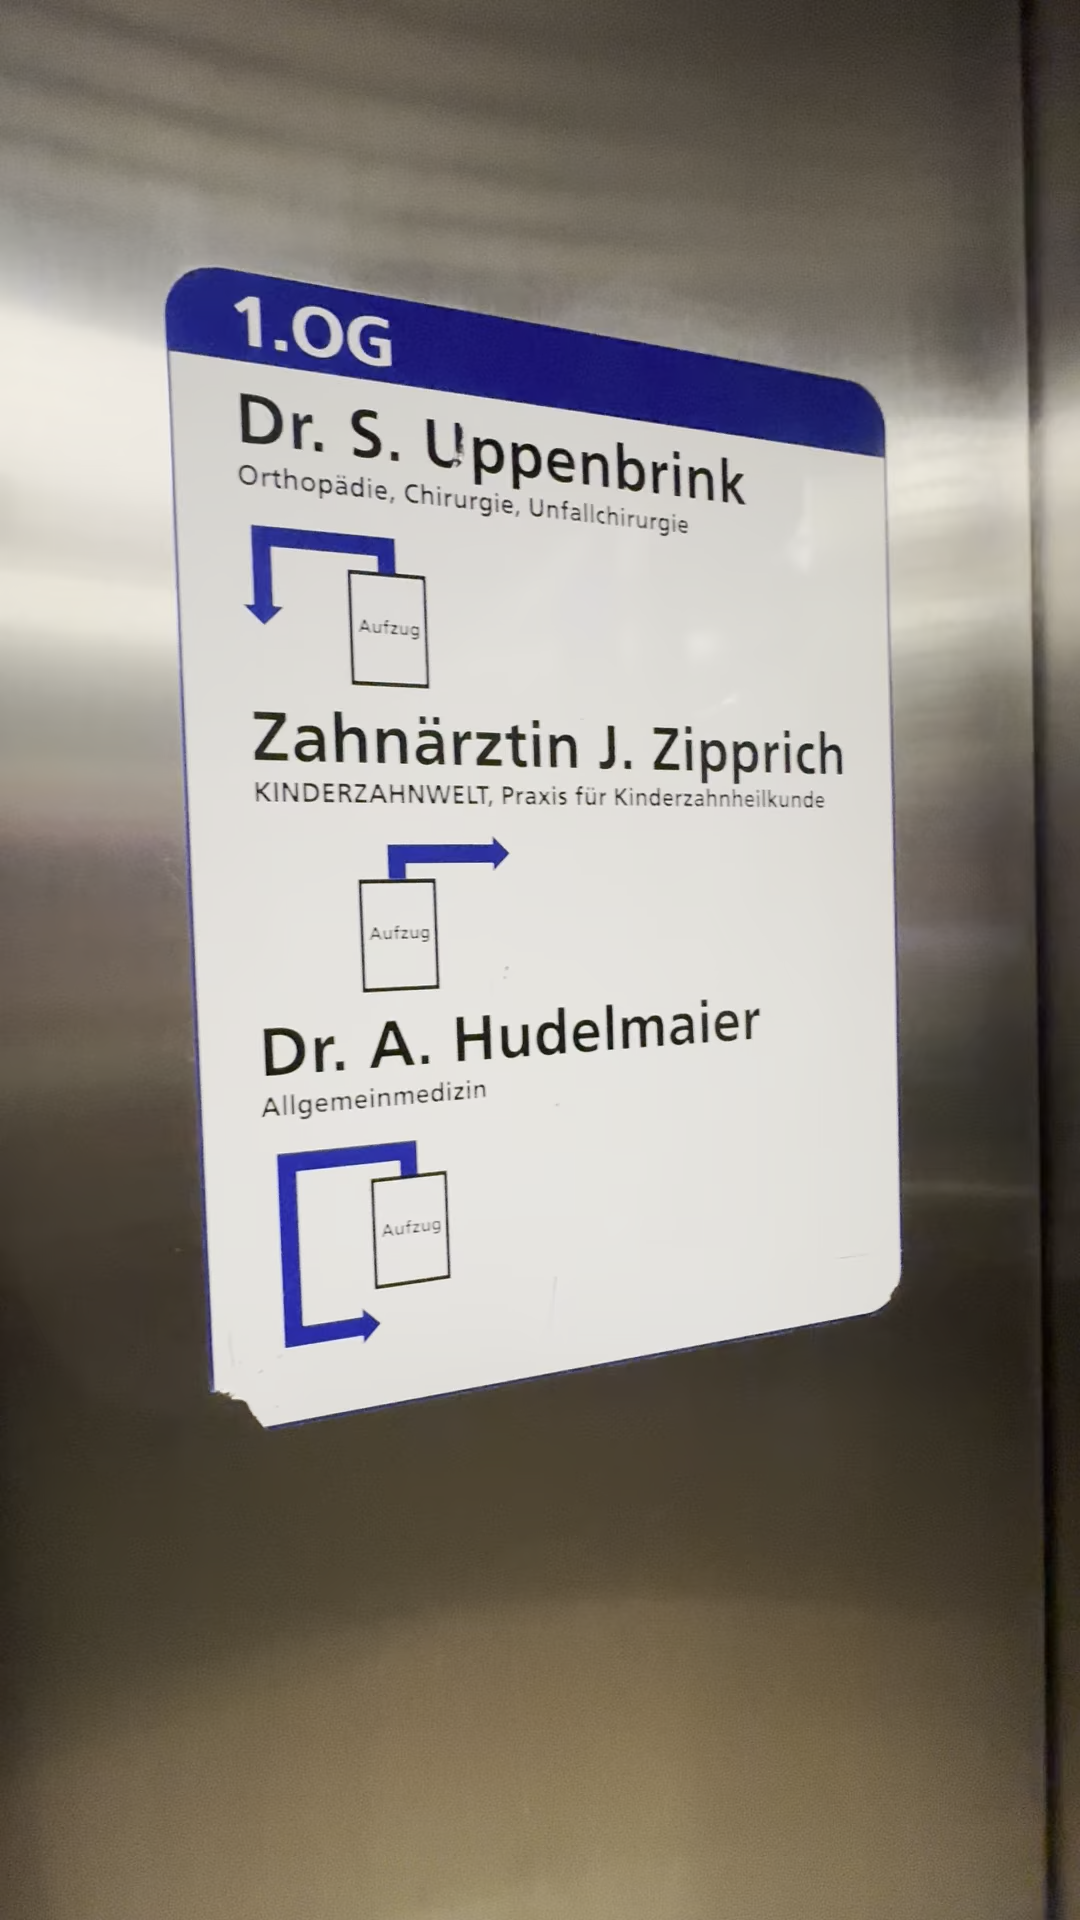 1.OG
Dr. S. Uppenbrink
Orthopädie, Chirurgie, Unfallchirurgie
Aufzug
Zahnärztin J. Zipprich
KINDERZAHNWELT, Praxis für Kinderzahnheilkunde
Aufzug
Dr. A. Hudelmaier
Allgemeinmedizin
Aufzug